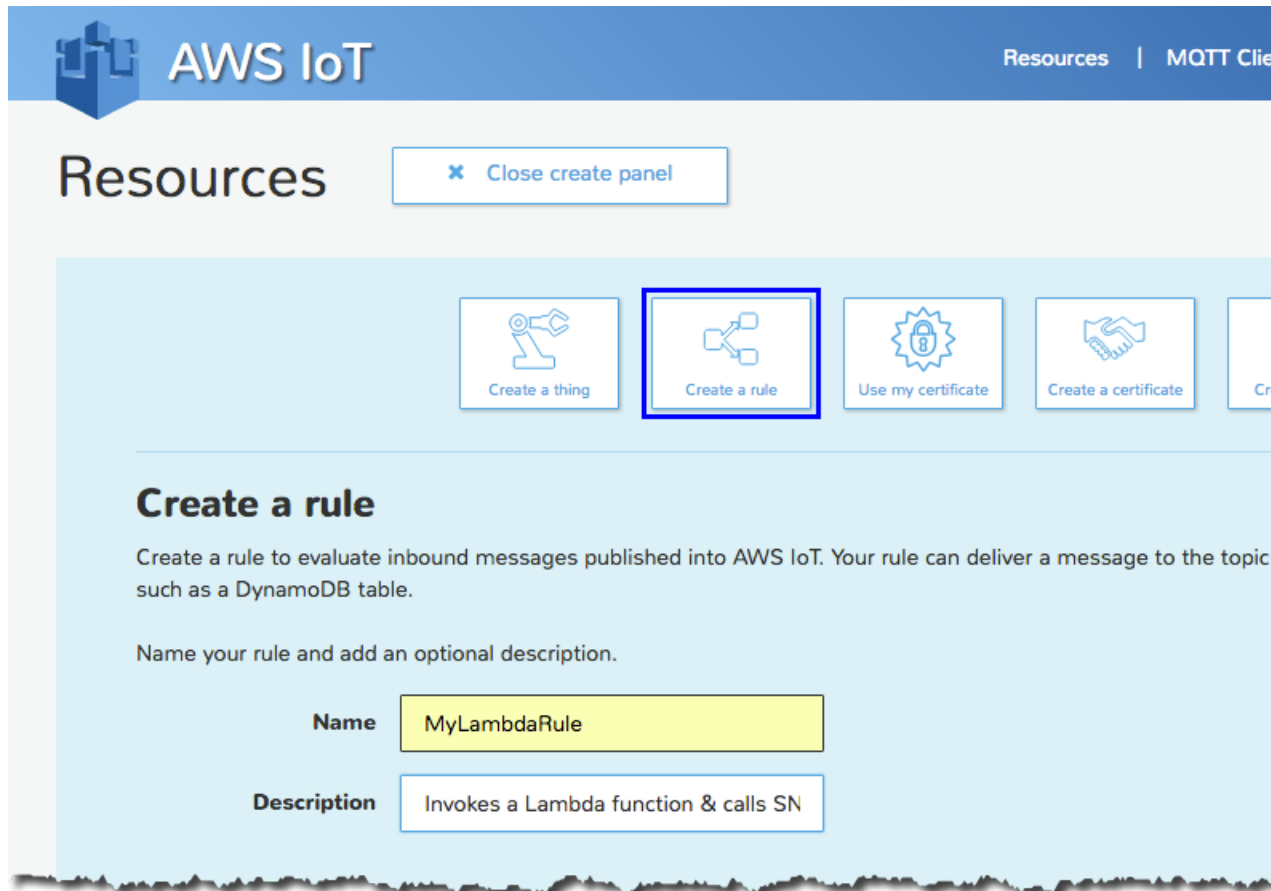 AWS IoT
Resources | MQTT Clie
Resources
✖ Close create panel
Create a thing
Create a rule
Use my certificate
Create a certificate
Cr
Create a rule
Create a rule to evaluate inbound messages published into AWS IoT. Your rule can deliver a message to the topic
such as a DynamoDB table.
Name your rule and add an optional description.
Name MyLambdaRule
Description Invokes a Lambda function & calls SN